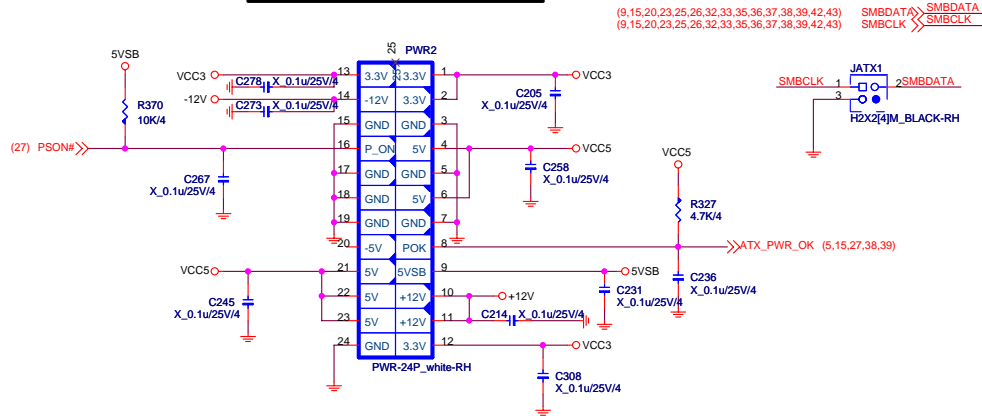 (9,15,20,23,25,26,32,33,35,36,37,38,39,42,43) SMBDATA SMBDATA
(9,15,20,23,25,26,32,33,35,36,37,38,39,42,43) SMBCLK SMBCLK
5VSB
R370
10K/4
(27) PSON#
C267
X_0.1u/25V/4
VCC3
C278 X_0.1u/25V/4
-12V
C273 X_0.1u/25V/4
VCC5
C245
X_0.1u/25V/4
25
PWR2
13 3.3V 3.3V 1
14 -12V 3.3V 2
15 GND GND 3
16 P_ON 5V 4
17 GND GND 5
18 GND 5V 6
19 GND GND 7
20 -5V POK 8
21 5V 5VSB 9
22 5V +12V 10
23 5V +12V 11
24 GND 3.3V 12
PWR-24P_white-RH
VCC3
C205
X_0.1u/25V/4
VCC5
C258
X_0.1u/25V/4
VCC5
R327
4.7K/4
ATX_PWR_OK (5,15,27,38,39)
C236
X_0.1u/25V/4
5VSB
C231
X_0.1u/25V/4
+12V
C214 X_0.1u/25V/4
VCC3
C308
X_0.1u/25V/4
JATX1
SMBCLK 1 2 SMBDATA
3
H2X2[4]M_BLACK-RH